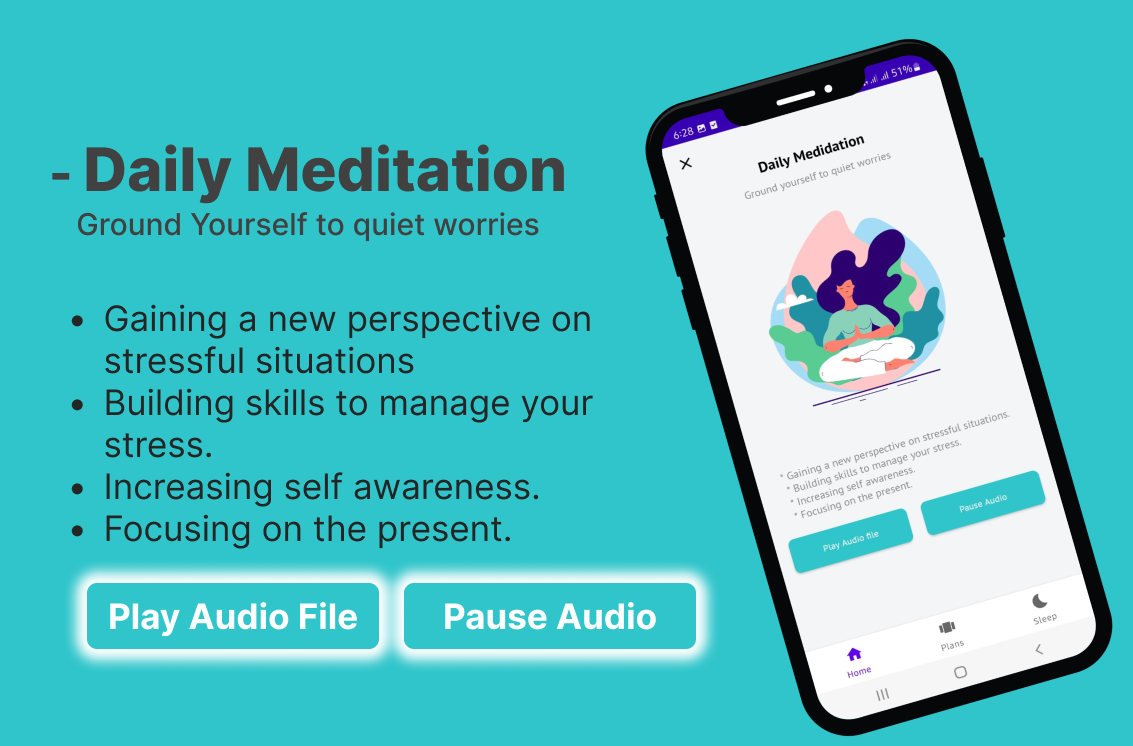 - Daily Meditation
Ground Yourself to quiet worries
• Gaining a new perspective on
stressful situations
• Building skills to manage your
stress.
• Increasing self awareness.
• Focusing on the present.
Play Audio File
Pause Audio
6:28
51%
Daily Medidation
Ground yourself to quiet worries
* Gaining a new perspective on stressful situations.
* Building skills to manage your stress.
* Increasing self awareness.
* Focusing on the present.
Play Audio file
Pause Audio
Home
Plans
Sleep